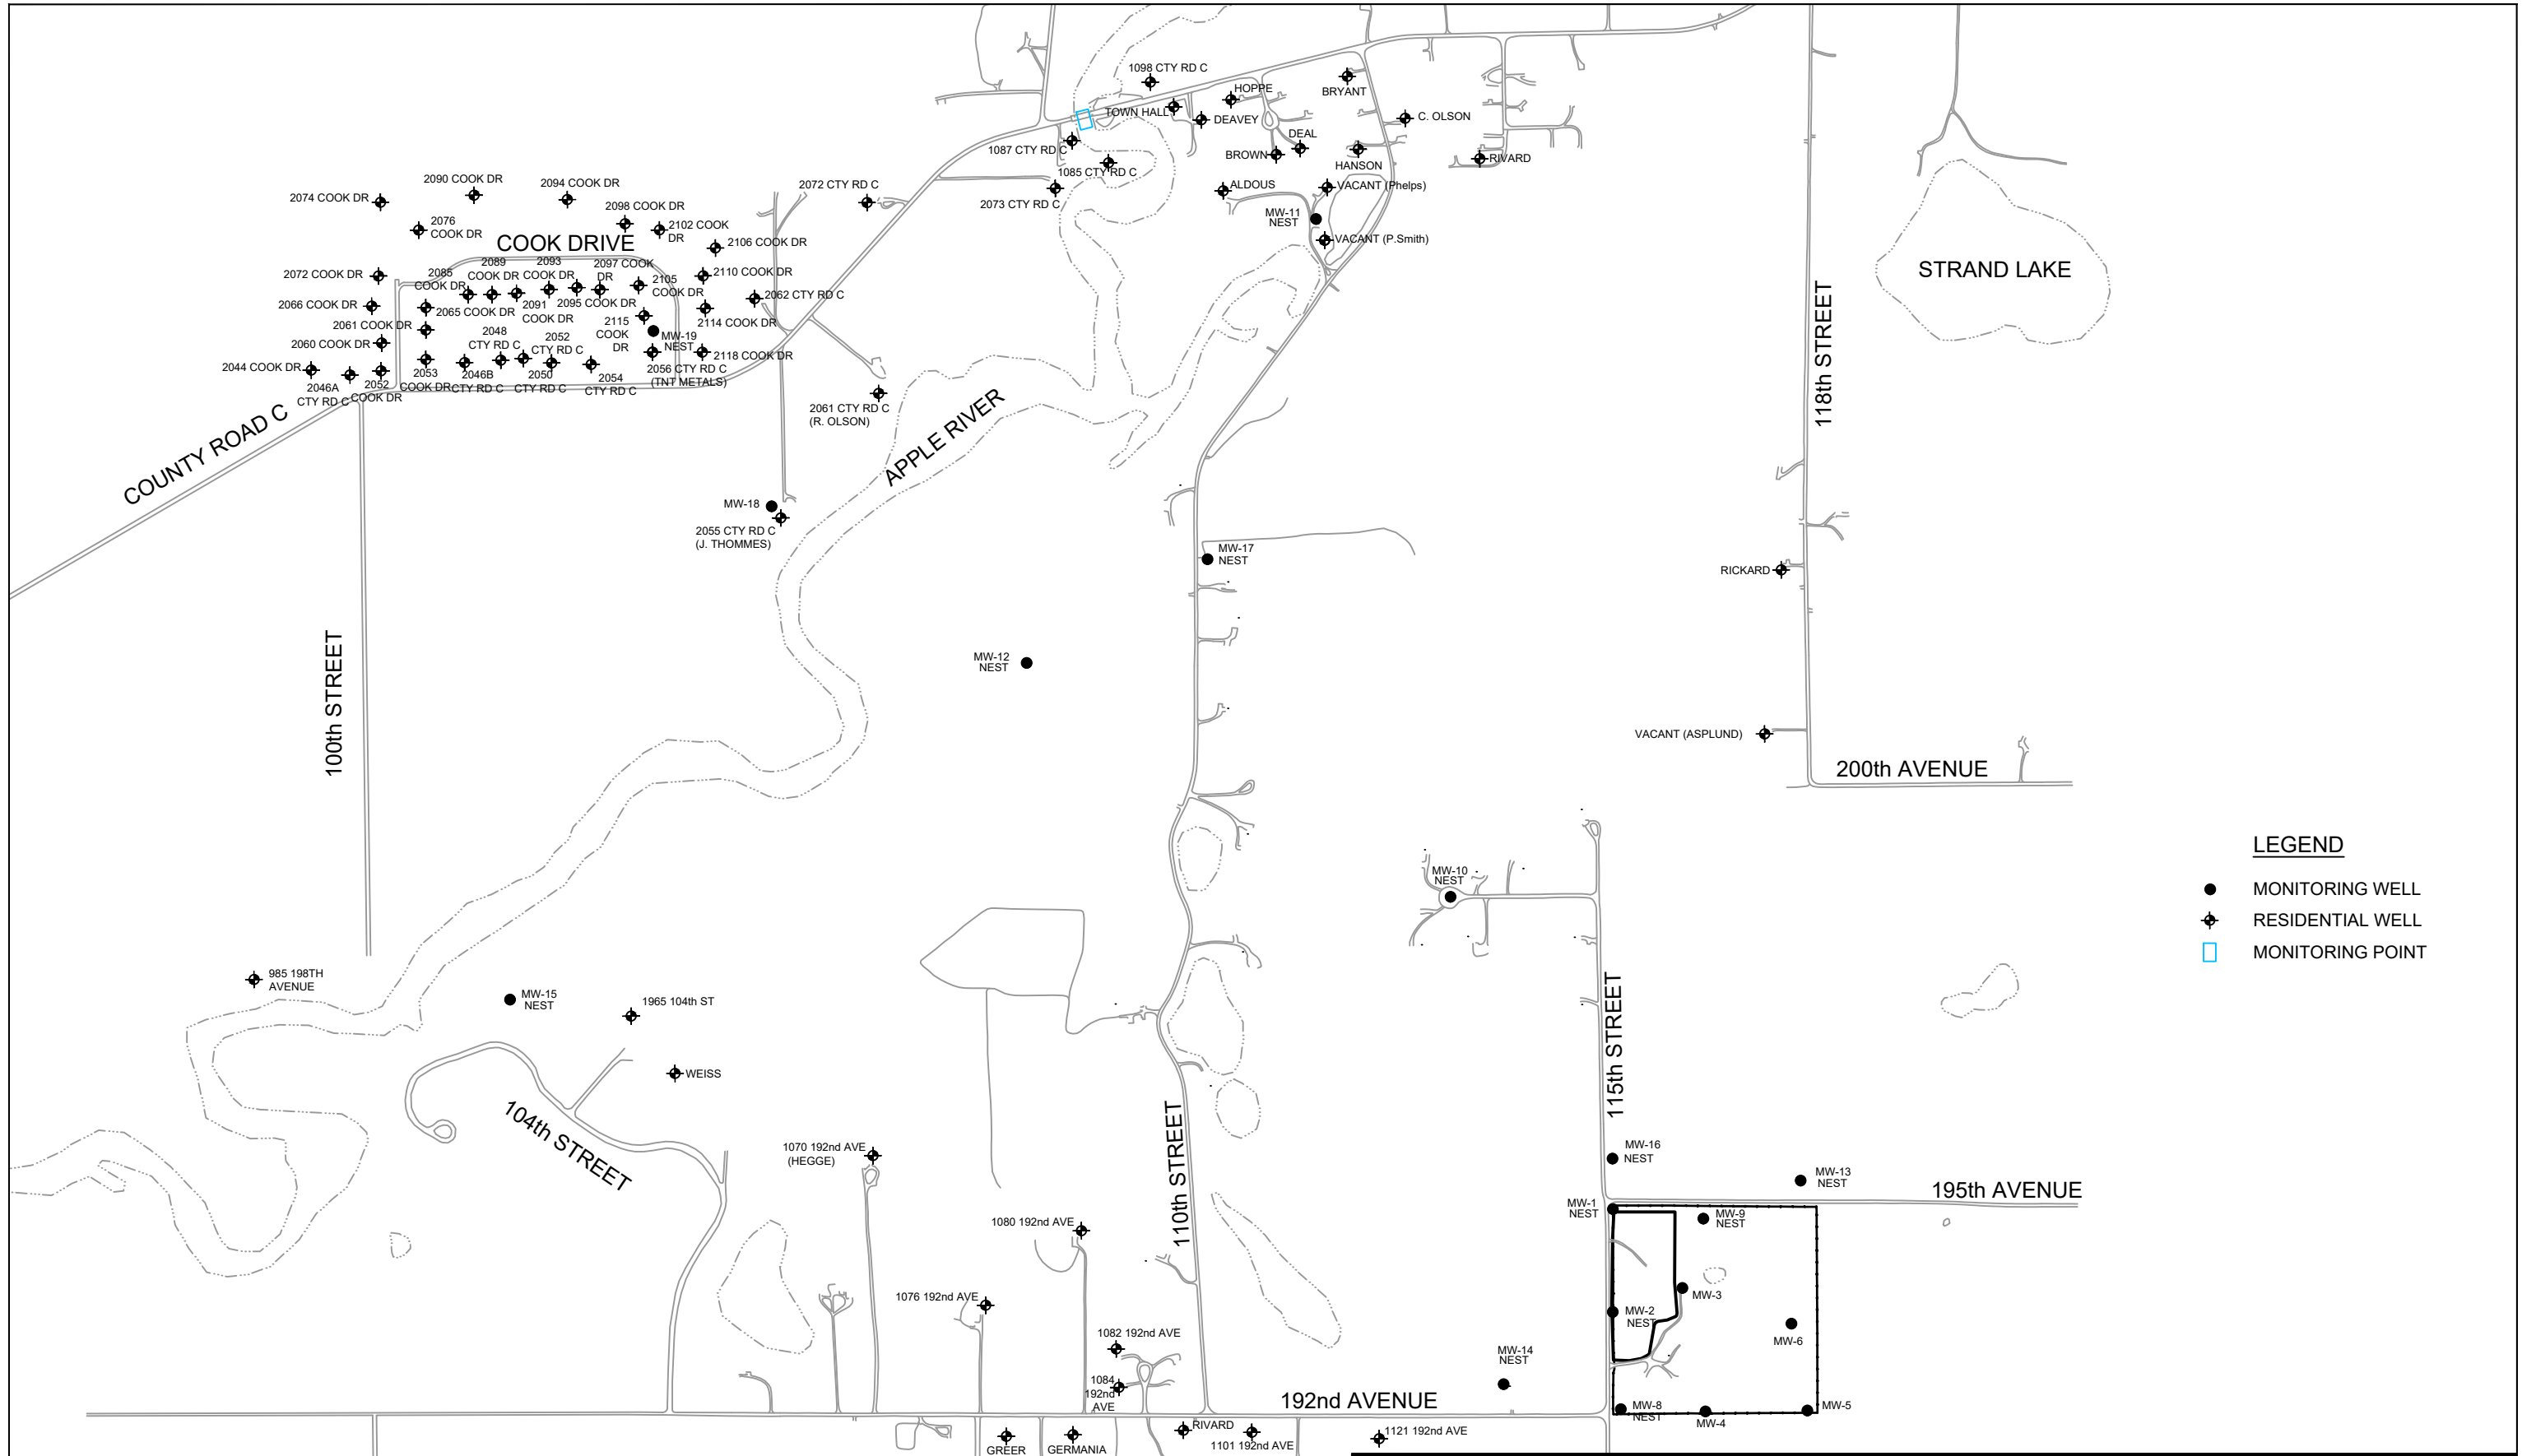 1098 CTY RD C
HOPPE
BRYANT
TOWN HALL
DEAVEY
C. OLSON
DEAL
1087 CTY RD C
BROWN
HANSON
RIVARD
1085 CTY RD C
2073 CTY RD C
2072 CTY RD C
ALDOUS
VACANT (Phelps)
MW-11
NEST
VACANT (P.Smith)
2090 COOK DR
2094 COOK DR
2074 COOK DR
2098 COOK DR
2076
COOK DR
2102 COOK
DR
COOK DRIVE
2106 COOK DR
2072 COOK DR
2085
COOK DR
2089
COOK DR
2093
COOK DR
2097 COOK
DR
2105
COOK DR
2110 COOK DR
2062 CTY RD C
2066 COOK DR
2065 COOK DR
2091
COOK DR
2095 COOK DR
2114 COOK DR
2061 COOK DR
2115
COOK
DR
2048
CTY RD C
2052
CTY RD C
MW-19
NEST
2060 COOK DR
2118 COOK DR
2044 COOK DR
2046A
CTY RD C
2052
COOK DR
2053
COOK DR
2046B
CTY RD C
2050
CTY RD C
2054
CTY RD C
2056 CTY RD C
(TNT METALS)
2061 CTY RD C
(R. OLSON)
COUNTY ROAD C
APPLE RIVER
STRAND LAKE
118th STREET
MW-18
2055 CTY RD C
(J. THOMMES)
MW-17
NEST
RICKARD
MW-12
NEST
100th STREET
VACANT (ASPLUND)
200th AVENUE
LEGEND
MONITORING WELL
RESIDENTIAL WELL
MONITORING POINT
MW-10
NEST
985 198TH
AVENUE
MW-15
NEST
1965 104th ST
WEISS
104th STREET
115th STREET
110th STREET
1070 192nd AVE
(HEGGE)
MW-16
NEST
MW-13
NEST
195th AVENUE
MW-1
NEST
MW-9
NEST
1080 192nd AVE
1076 192nd AVE
MW-3
MW-2
NEST
MW-6
1082 192nd AVE
MW-14
NEST
1084
192nd
AVE
192nd AVENUE
MW-8
NEST
MW-4
MW-5
GREER
GERMANIA
RIVARD
1101 192nd AVE
1121 192nd AVE